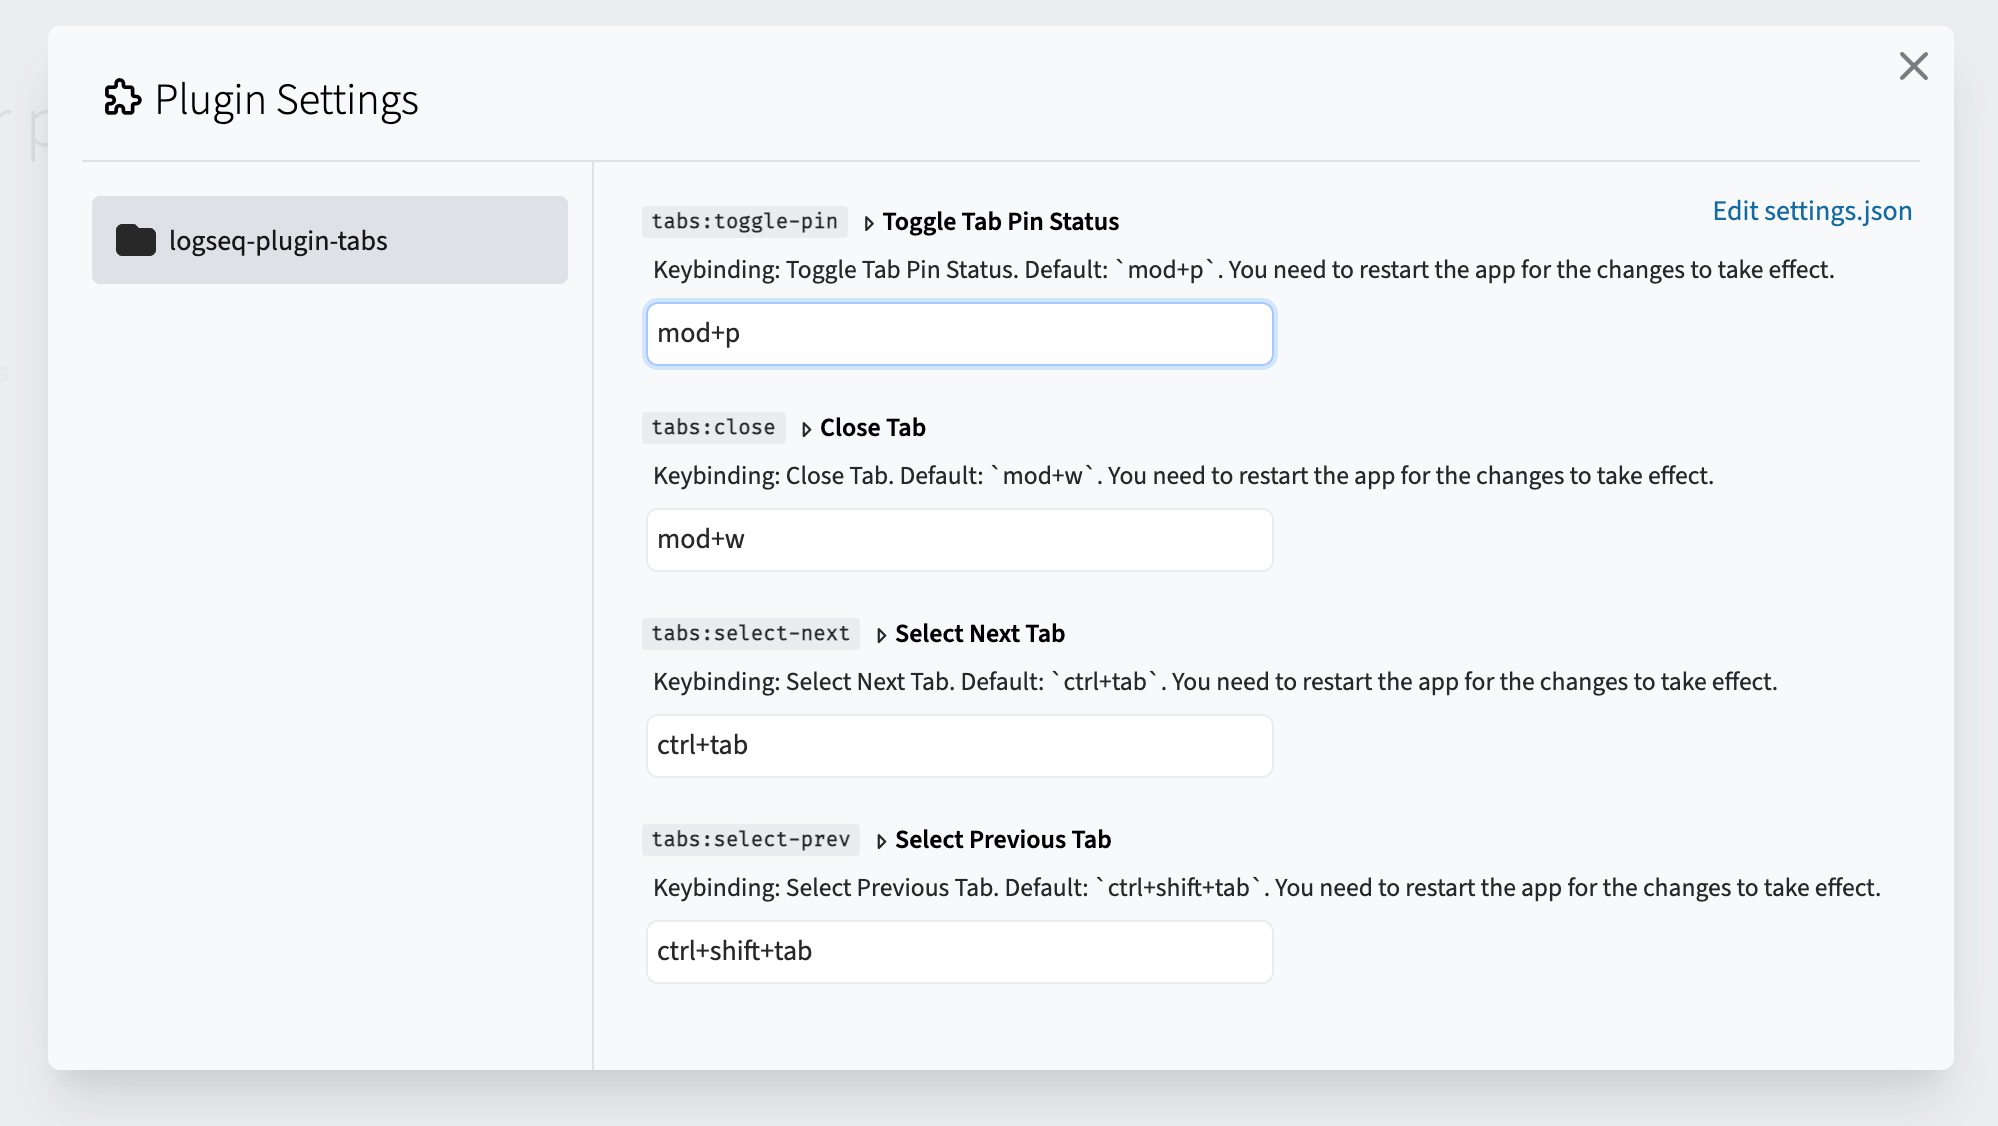 Plugin Settings
logseq-plugin-tabs
Edit settings.json
tabs:toggle-pin Toggle Tab Pin Status
Keybinding: Toggle Tab Pin Status. Default: `mod+p`. You need to restart the app for the changes to take effect.
mod+p
tabs:close Close Tab
Keybinding: Close Tab. Default: `mod+w`. You need to restart the app for the changes to take effect.
mod+w
tabs:select-next Select Next Tab
Keybinding: Select Next Tab. Default: `ctrl+tab`. You need to restart the app for the changes to take effect.
ctrl+tab
tabs:select-prev Select Previous Tab
Keybinding: Select Previous Tab. Default: `ctrl+shift+tab`. You need to restart the app for the changes to take effect.
ctrl+shift+tab